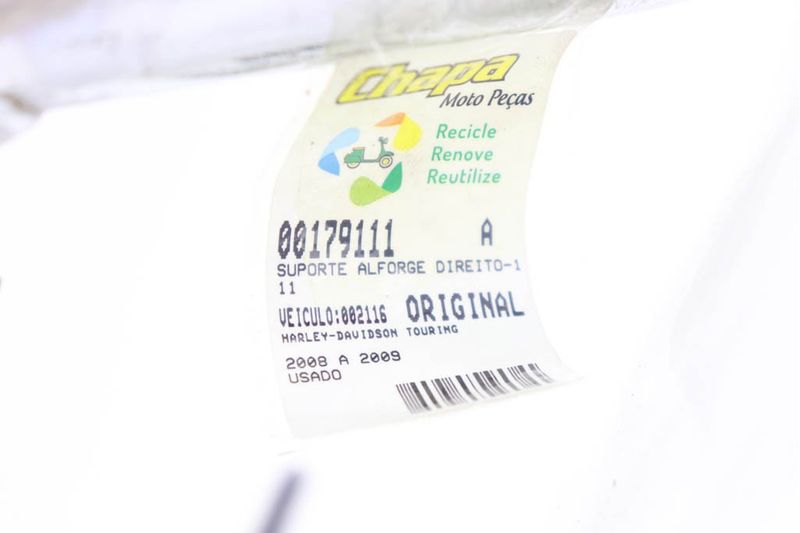 Chapa
Moto Peças
Recicle
Renove
Reutilize
00179111 A
SUPORTE ALFORGE DIREITO-1
11
VEICULO:002116 ORIGINAL
HARLEY-DAVIDSON TOURING
2008 A 2009
USADO